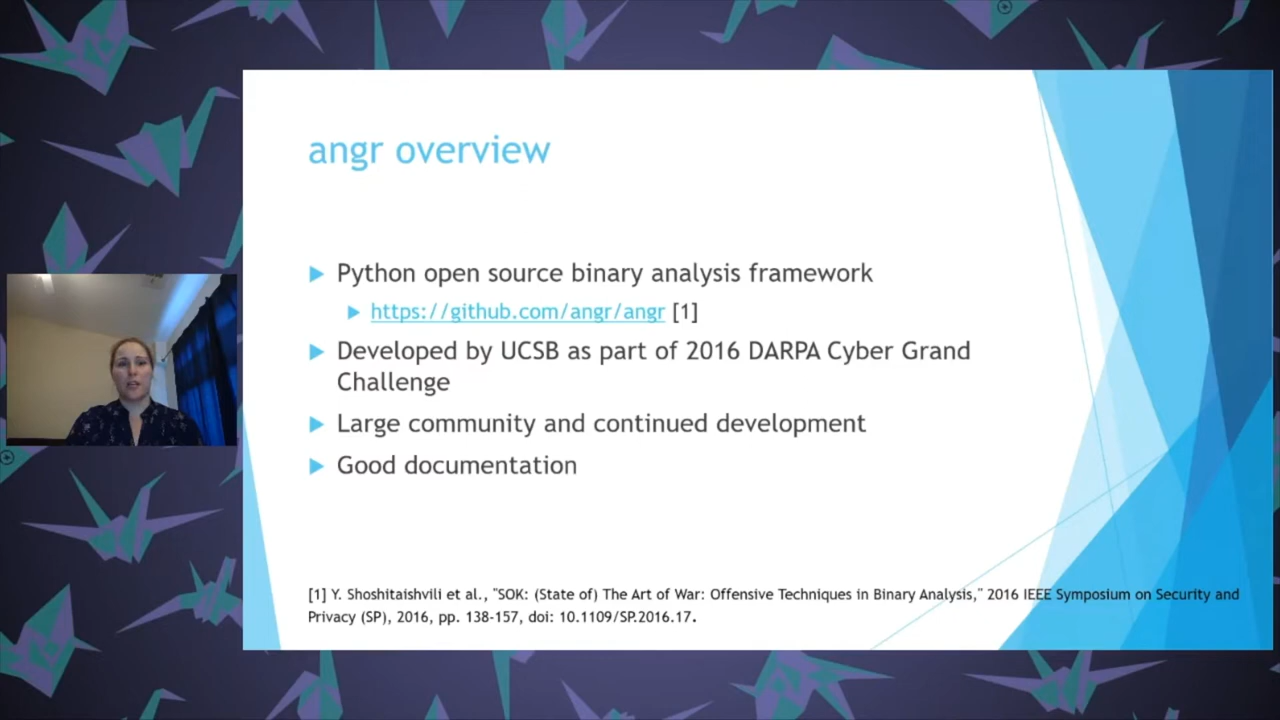 angr overview
Python open source binary analysis framework
https://github.com/angr/angr [1]
Developed by UCSB as part of 2016 DARPA Cyber Grand
Challenge
Large community and continued development
Good documentation
[1] Y. Shoshitaishvili et al., "SOK: (State of) The Art of War: Offensive Techniques in Binary Analysis," 2016 IEEE Symposium on Security and
Privacy (SP), 2016, pp. 138-157, doi: 10.1109/SP.2016.17.